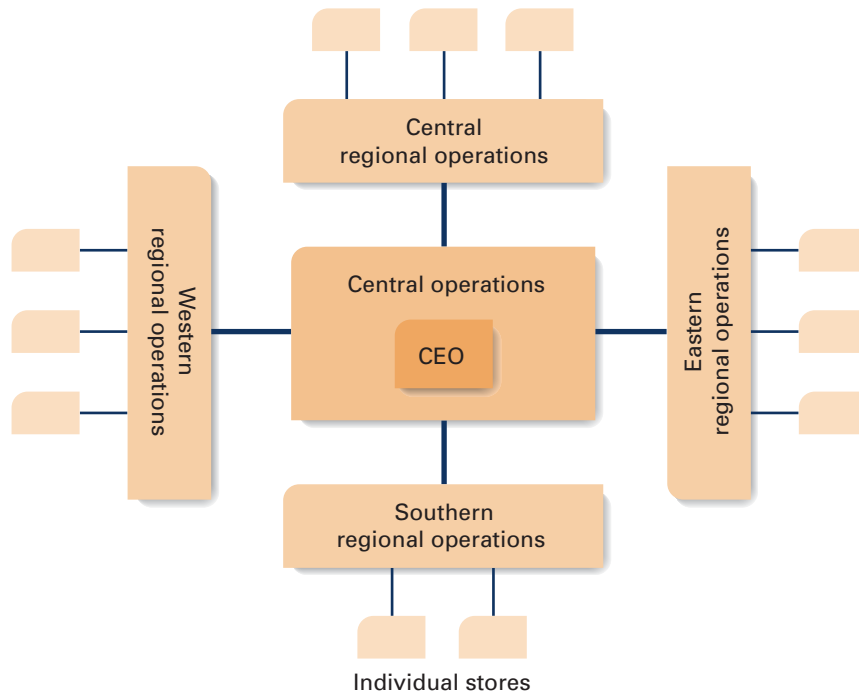 Central
regional operations
Western
regional operations
Central operations
CEO
Eastern
regional operations
Southern
regional operations
Individual stores